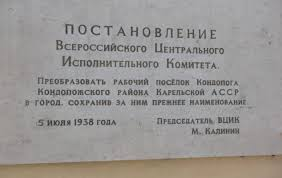 ПОСТАНОВЛЕНИЕ
Всероссийского Центрального
Исполнительного Комитета.
Преобразовать рабочий посёлок Кондопога
Кондопожского района Карельской АССР
в город, сохранив за ним прежнее наименование.
5 июня 1938 года Председатель ВЦИК
М. Калинин